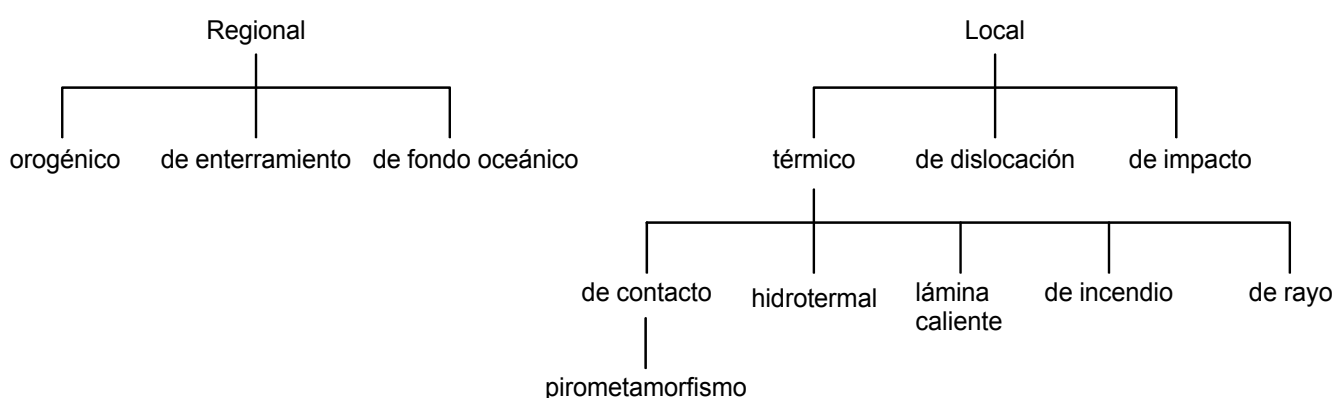 Regional
Local
orogénico
de enterramiento
de fondo oceánico
térmico
de dislocación
de impacto
de contacto
hidrotermal
lámina
caliente
de incendio
de rayo
pirometamorfismo